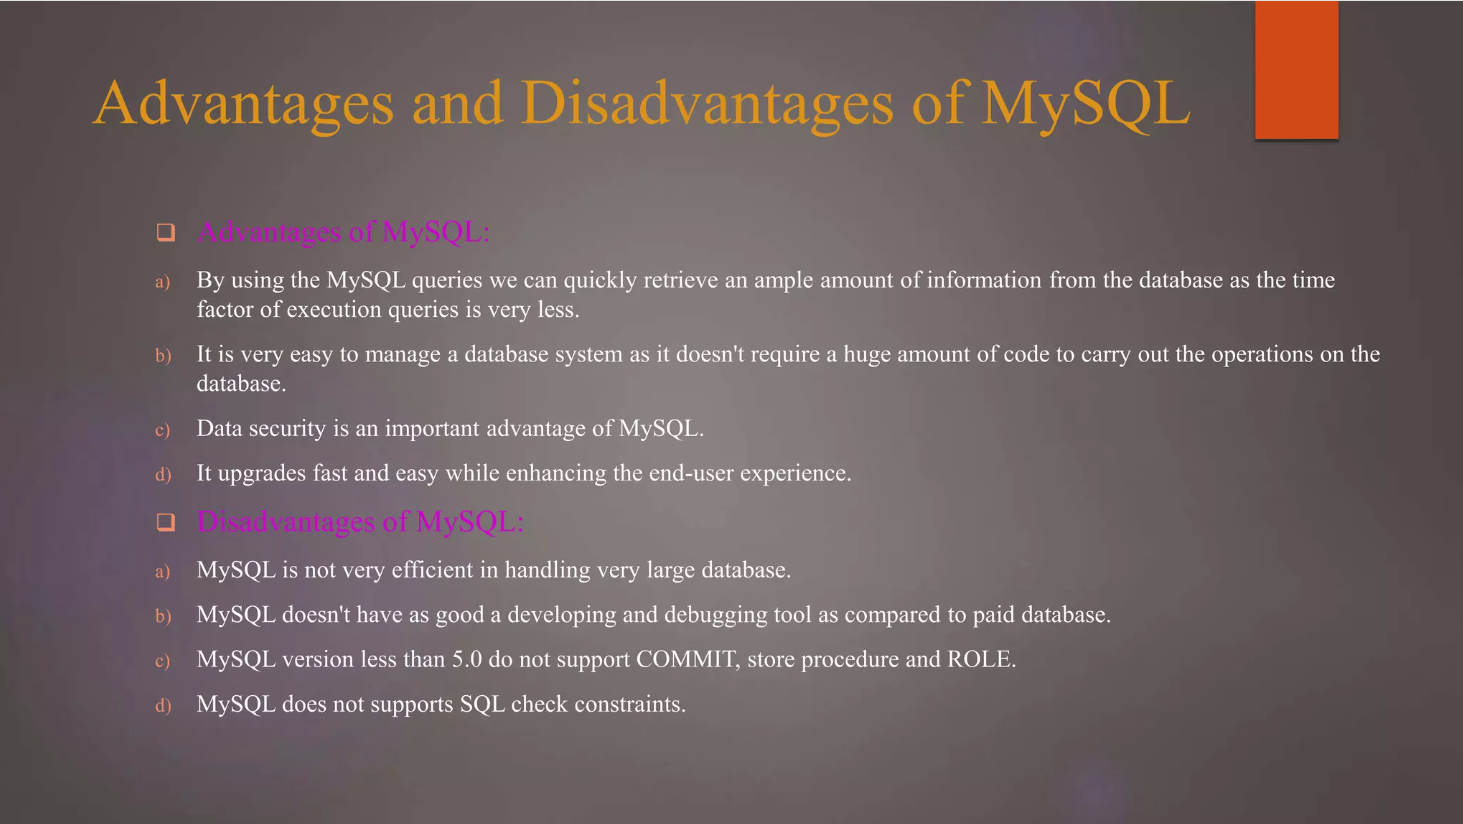 Advantages and Disadvantages of MySQL
❑ Advantages of MySQL:
a) By using the MySQL queries we can quickly retrieve an ample amount of information from the database as the time
factor of execution queries is very less.
b) It is very easy to manage a database system as it doesn't require a huge amount of code to carry out the operations on the
database.
c) Data security is an important advantage of MySQL.
d) It upgrades fast and easy while enhancing the end-user experience.
❑ Disadvantages of MySQL:
a) MySQL is not very efficient in handling very large database.
b) MySQL doesn't have as good a developing and debugging tool as compared to paid database.
c) MySQL version less than 5.0 do not support COMMIT, store procedure and ROLE.
d) MySQL does not supports SQL check constraints.